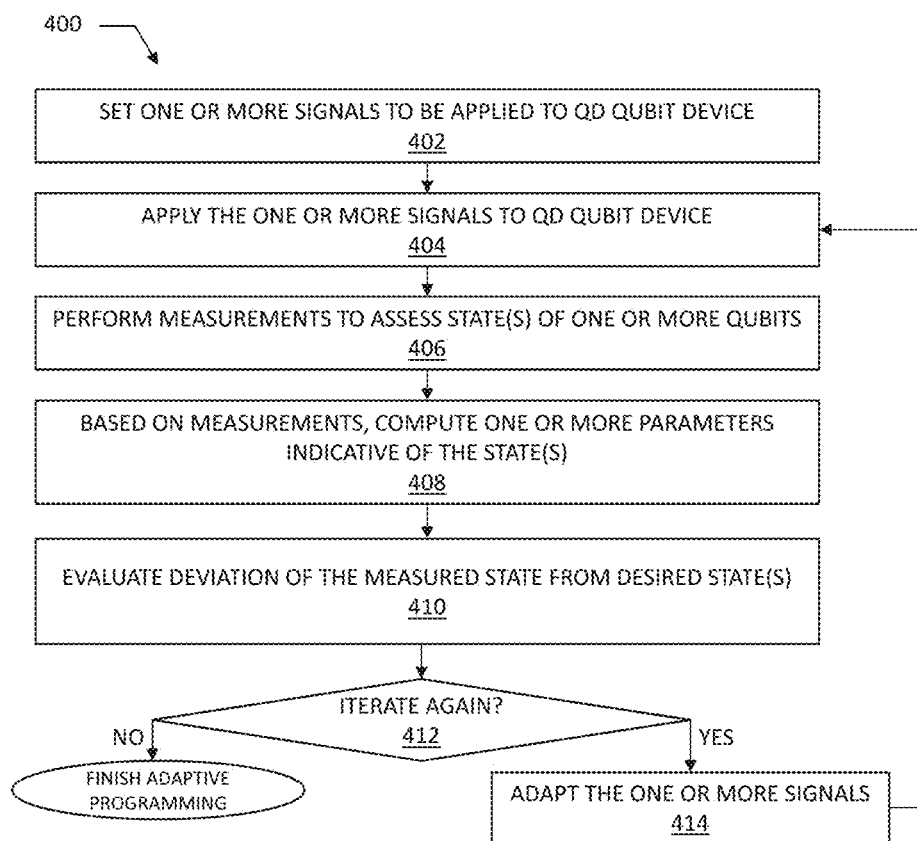 400
SET ONE OR MORE SIGNALS TO BE APPLIED TO QD QUBIT DEVICE
402
APPLY THE ONE OR MORE SIGNALS TO QD QUBIT DEVICE
404
PERFORM MEASUREMENTS TO ASSESS STATE(S) OF ONE OR MORE QUBITS
406
BASED ON MEASUREMENTS, COMPUTE ONE OR MORE PARAMETERS
INDICATIVE OF THE STATE(S)
408
EVALUATE DEVIATION OF THE MEASURED STATE FROM DESIRED STATE(S)
410
ITERATE AGAIN?
412
NO
YES
FINISH ADAPTIVE
PROGRAMMING
ADAPT THE ONE OR MORE SIGNALS
414